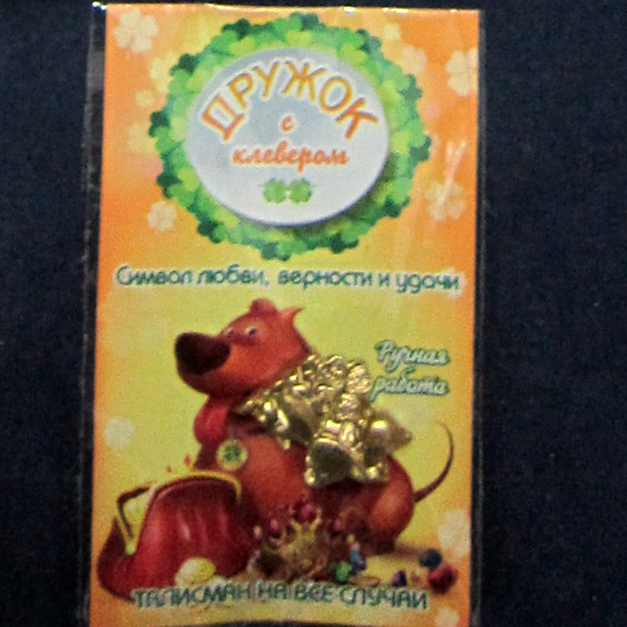 ДРУЖОК
с
клевером
Символ любви, верности и удачи
Ручная
работа
ТАЛИСМАН НА ВСЕ СЛУЧАИ